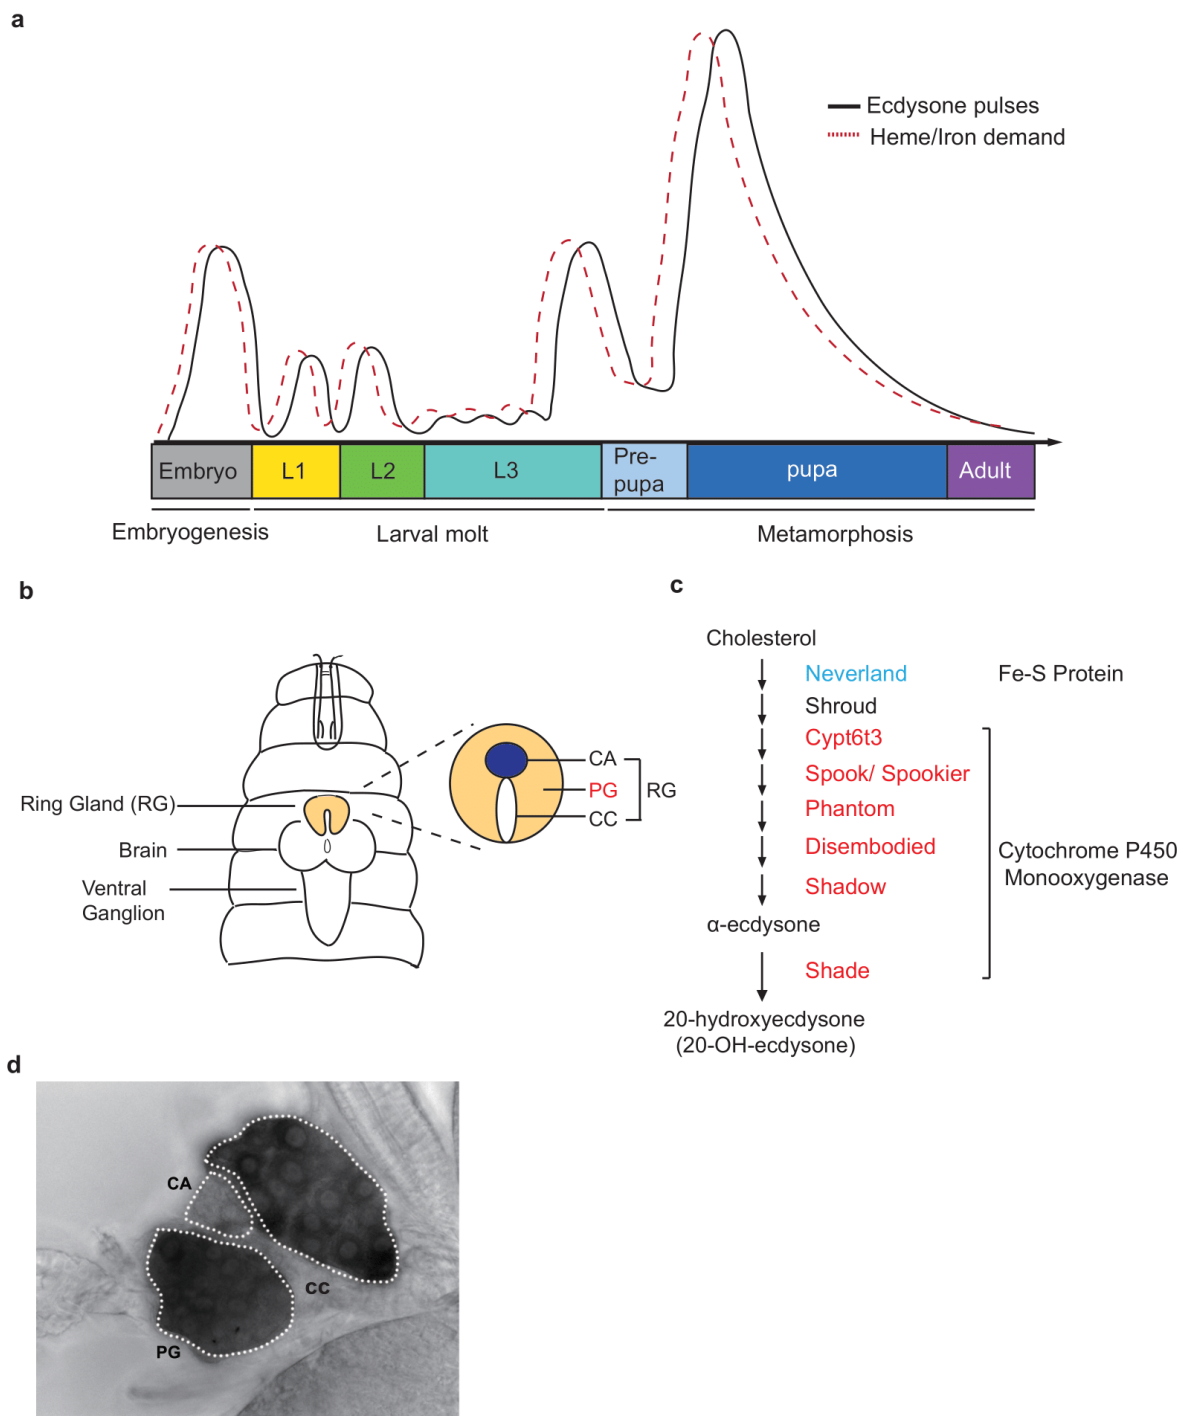 a
Ecdysone pulses
Heme/Iron demand
Embryo
L1
L2
L3
Pre-
pupa
pupa
Adult
Embryogenesis
Larval molt
Metamorphosis
b
Ring Gland (RG)
Brain
Ventral
Ganglion
CA
PG
CC
RG
c
Cholesterol
Neverland
Fe-S Protein
Shroud
Cypt6t3
Spook/ Spookier
Phantom
Disembodied
Shadow
Cytochrome P450
Monooxygenase
α-ecdysone
Shade
20-hydroxyecdysone
(20-OH-ecdysone)
d
CA
CC
PG